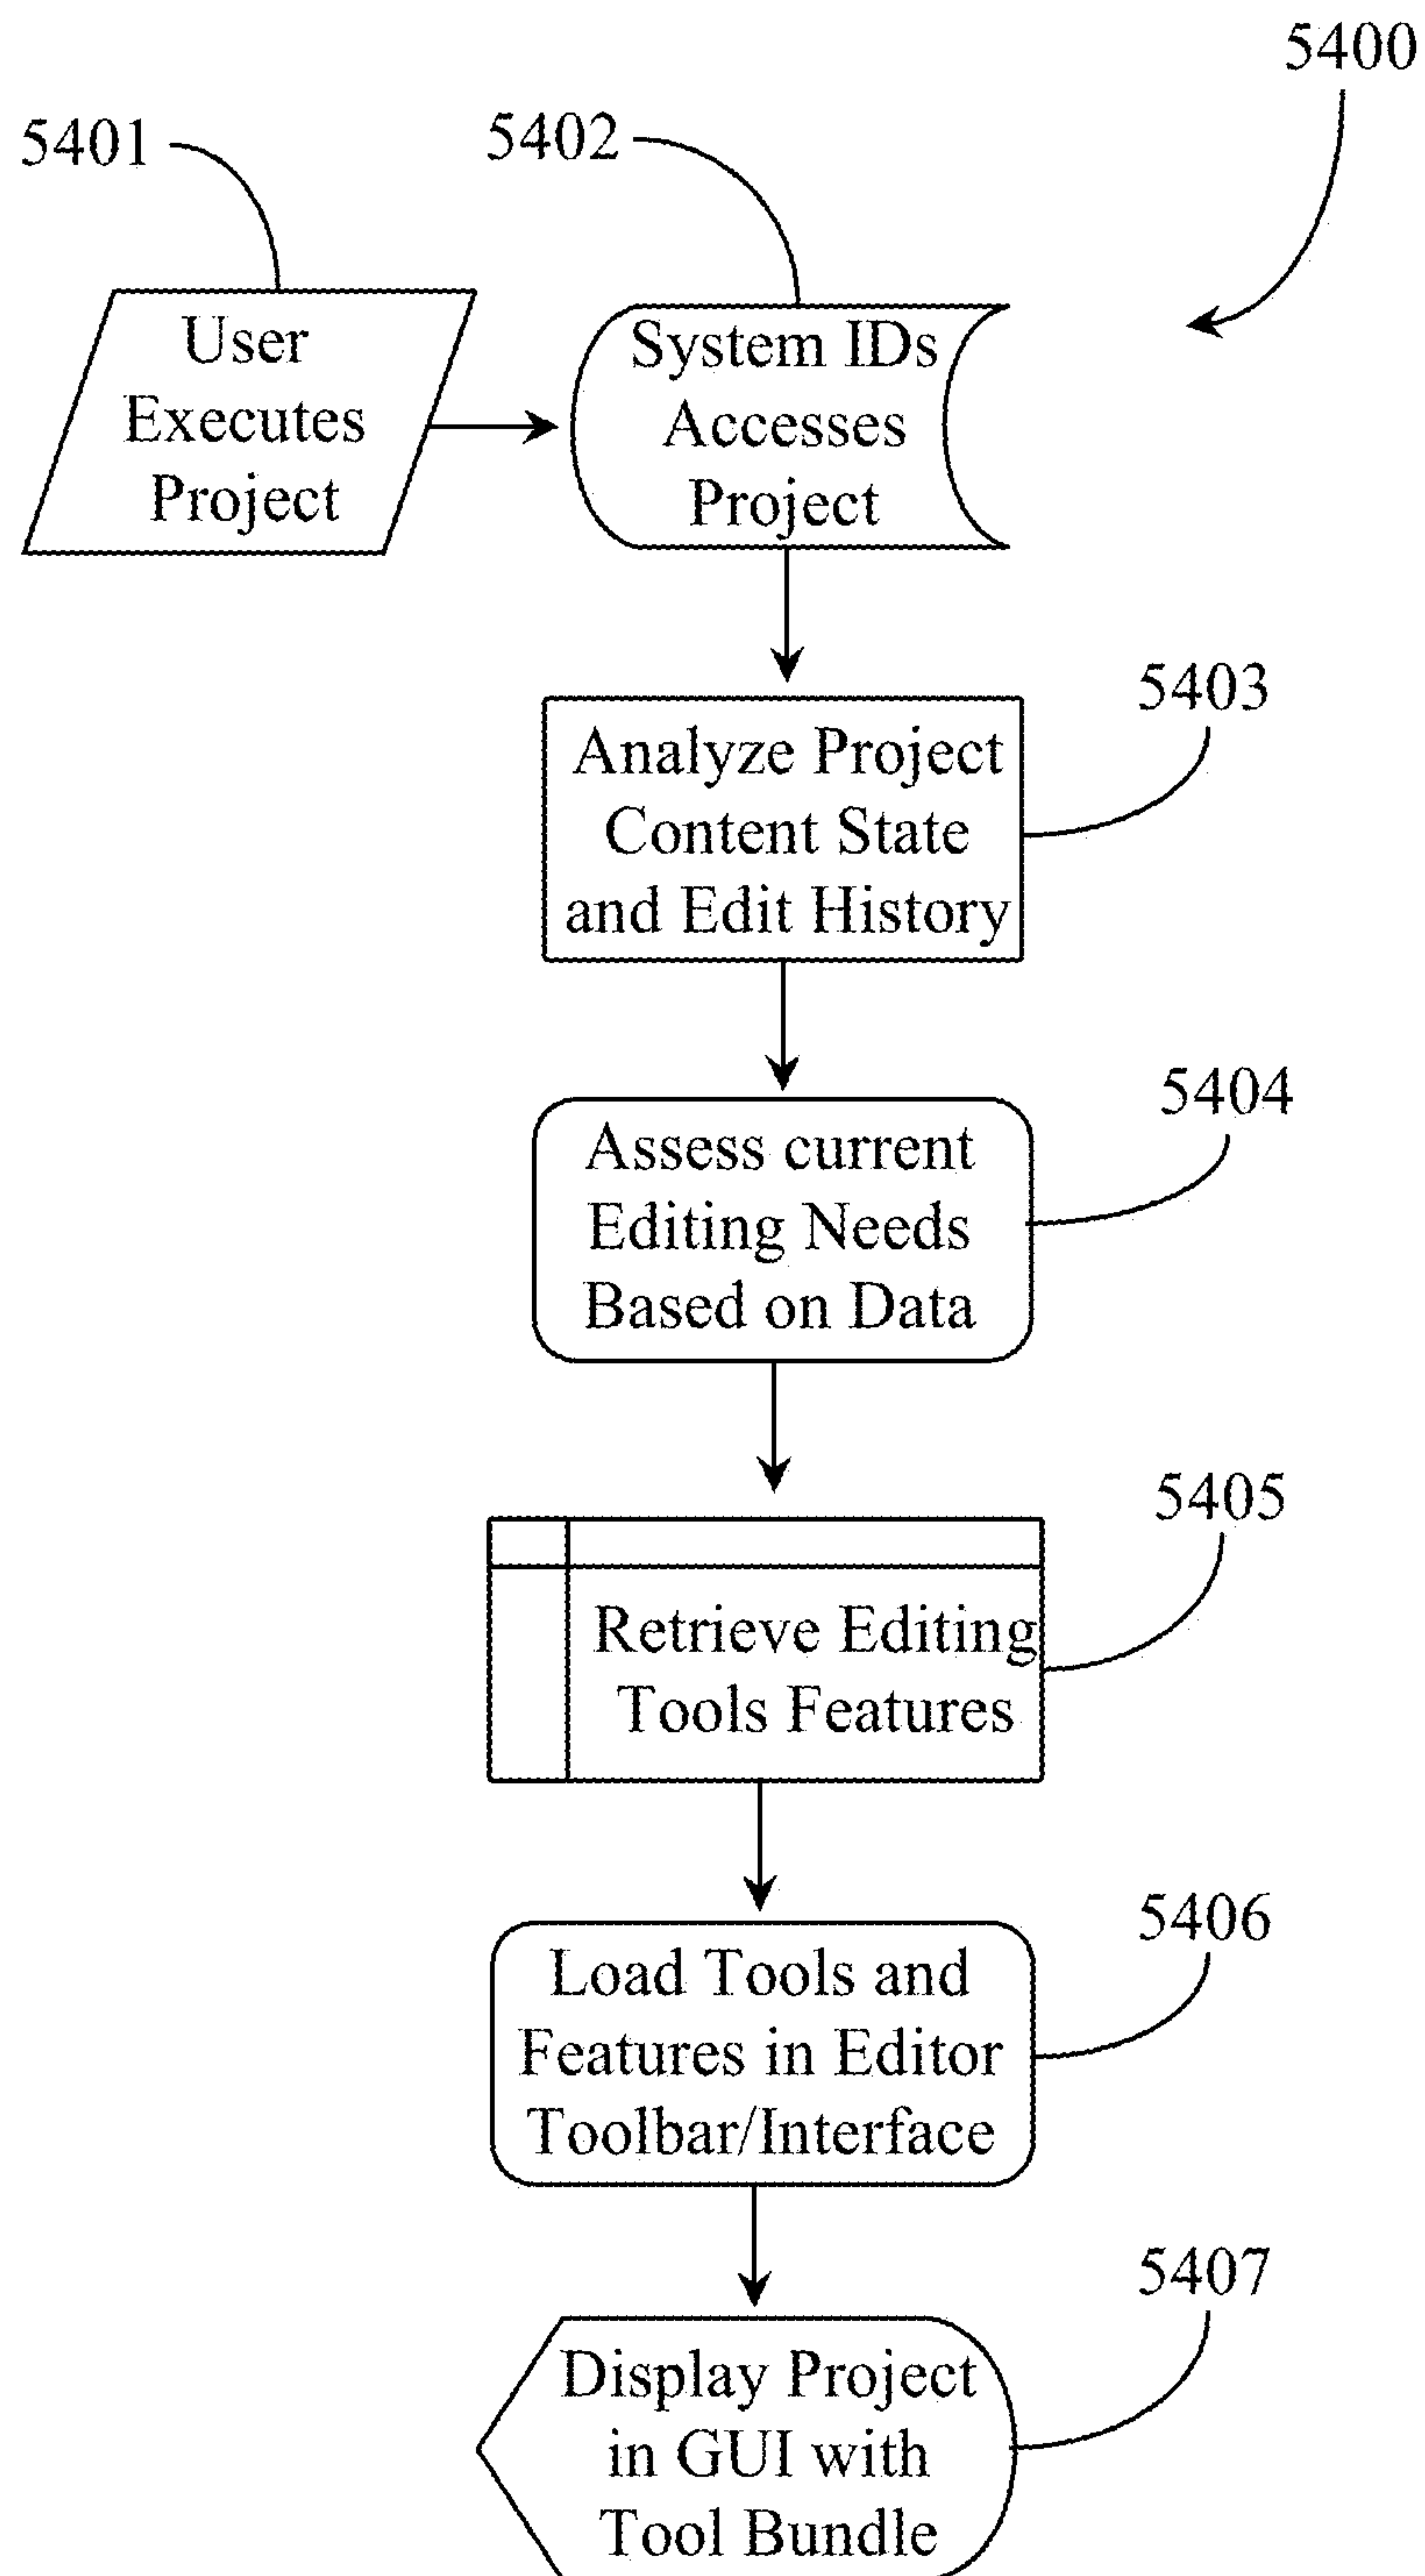 5400
5401
5402
User
Executes
Project
System IDs
Accesses
Project
5403
Analyze Project
Content State
and Edit History
5404
Assess current
Editing Needs
Based on Data
5405
Retrieve Editing
Tools Features
5406
Load Tools and
Features in Editor
Toolbar/Interface
5407
Display Project
in GUI with
Tool Bundle